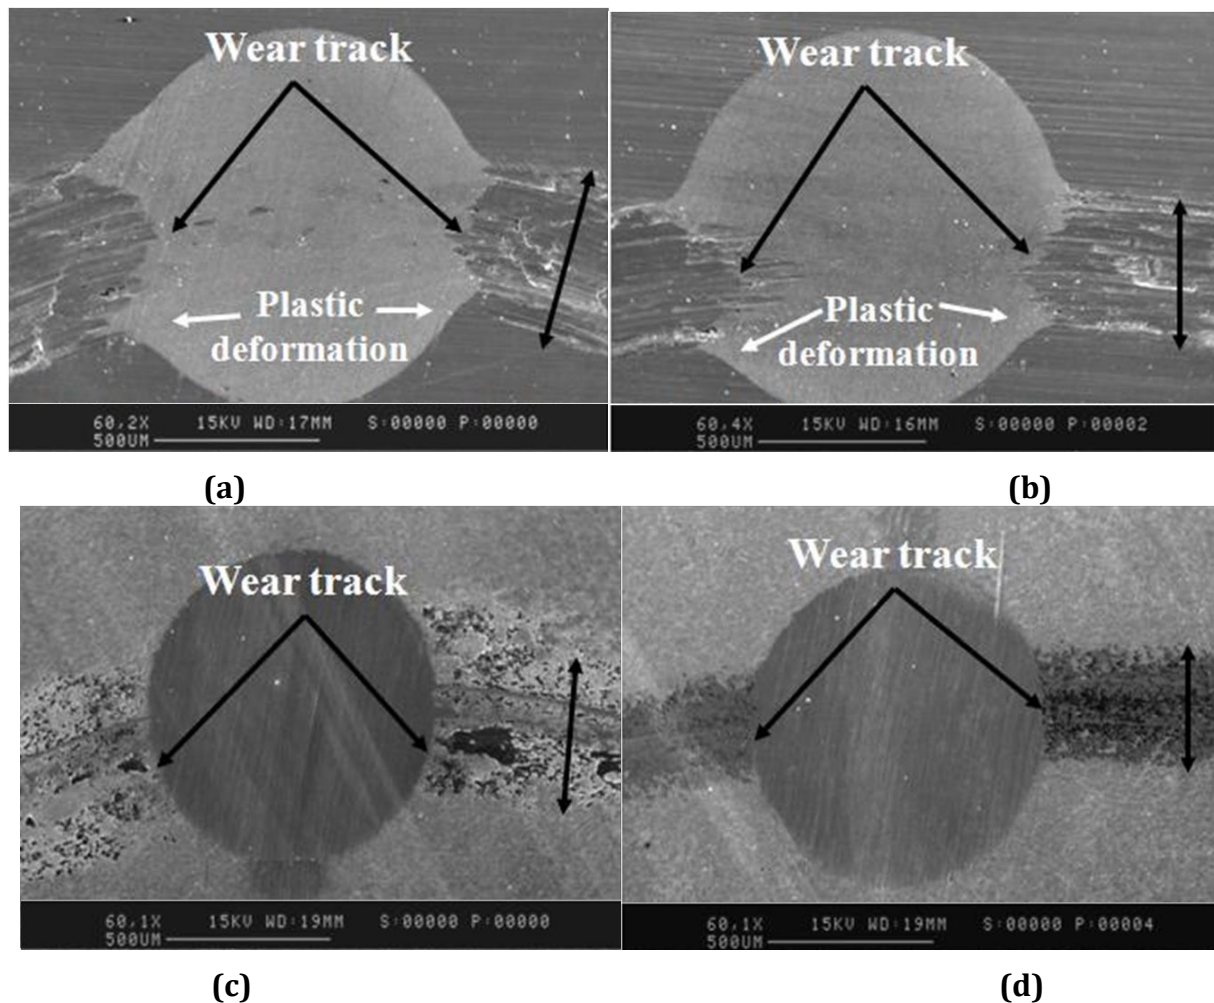 Wear track
Plastic
deformation
60.2X 15KV WD:17MM S:00000 P:00000
500UM
(a)
Wear track
Plastic
deformation
60.4X 15KV WD:16MM S:00000 P:00002
500UM
(b)
Wear track
60.1X 15KV WD:19MM S:00000 P:00000
500UM
(c)
Wear track
60.1X 15KV WD:19MM S:00000 P:00004
500UM
(d)